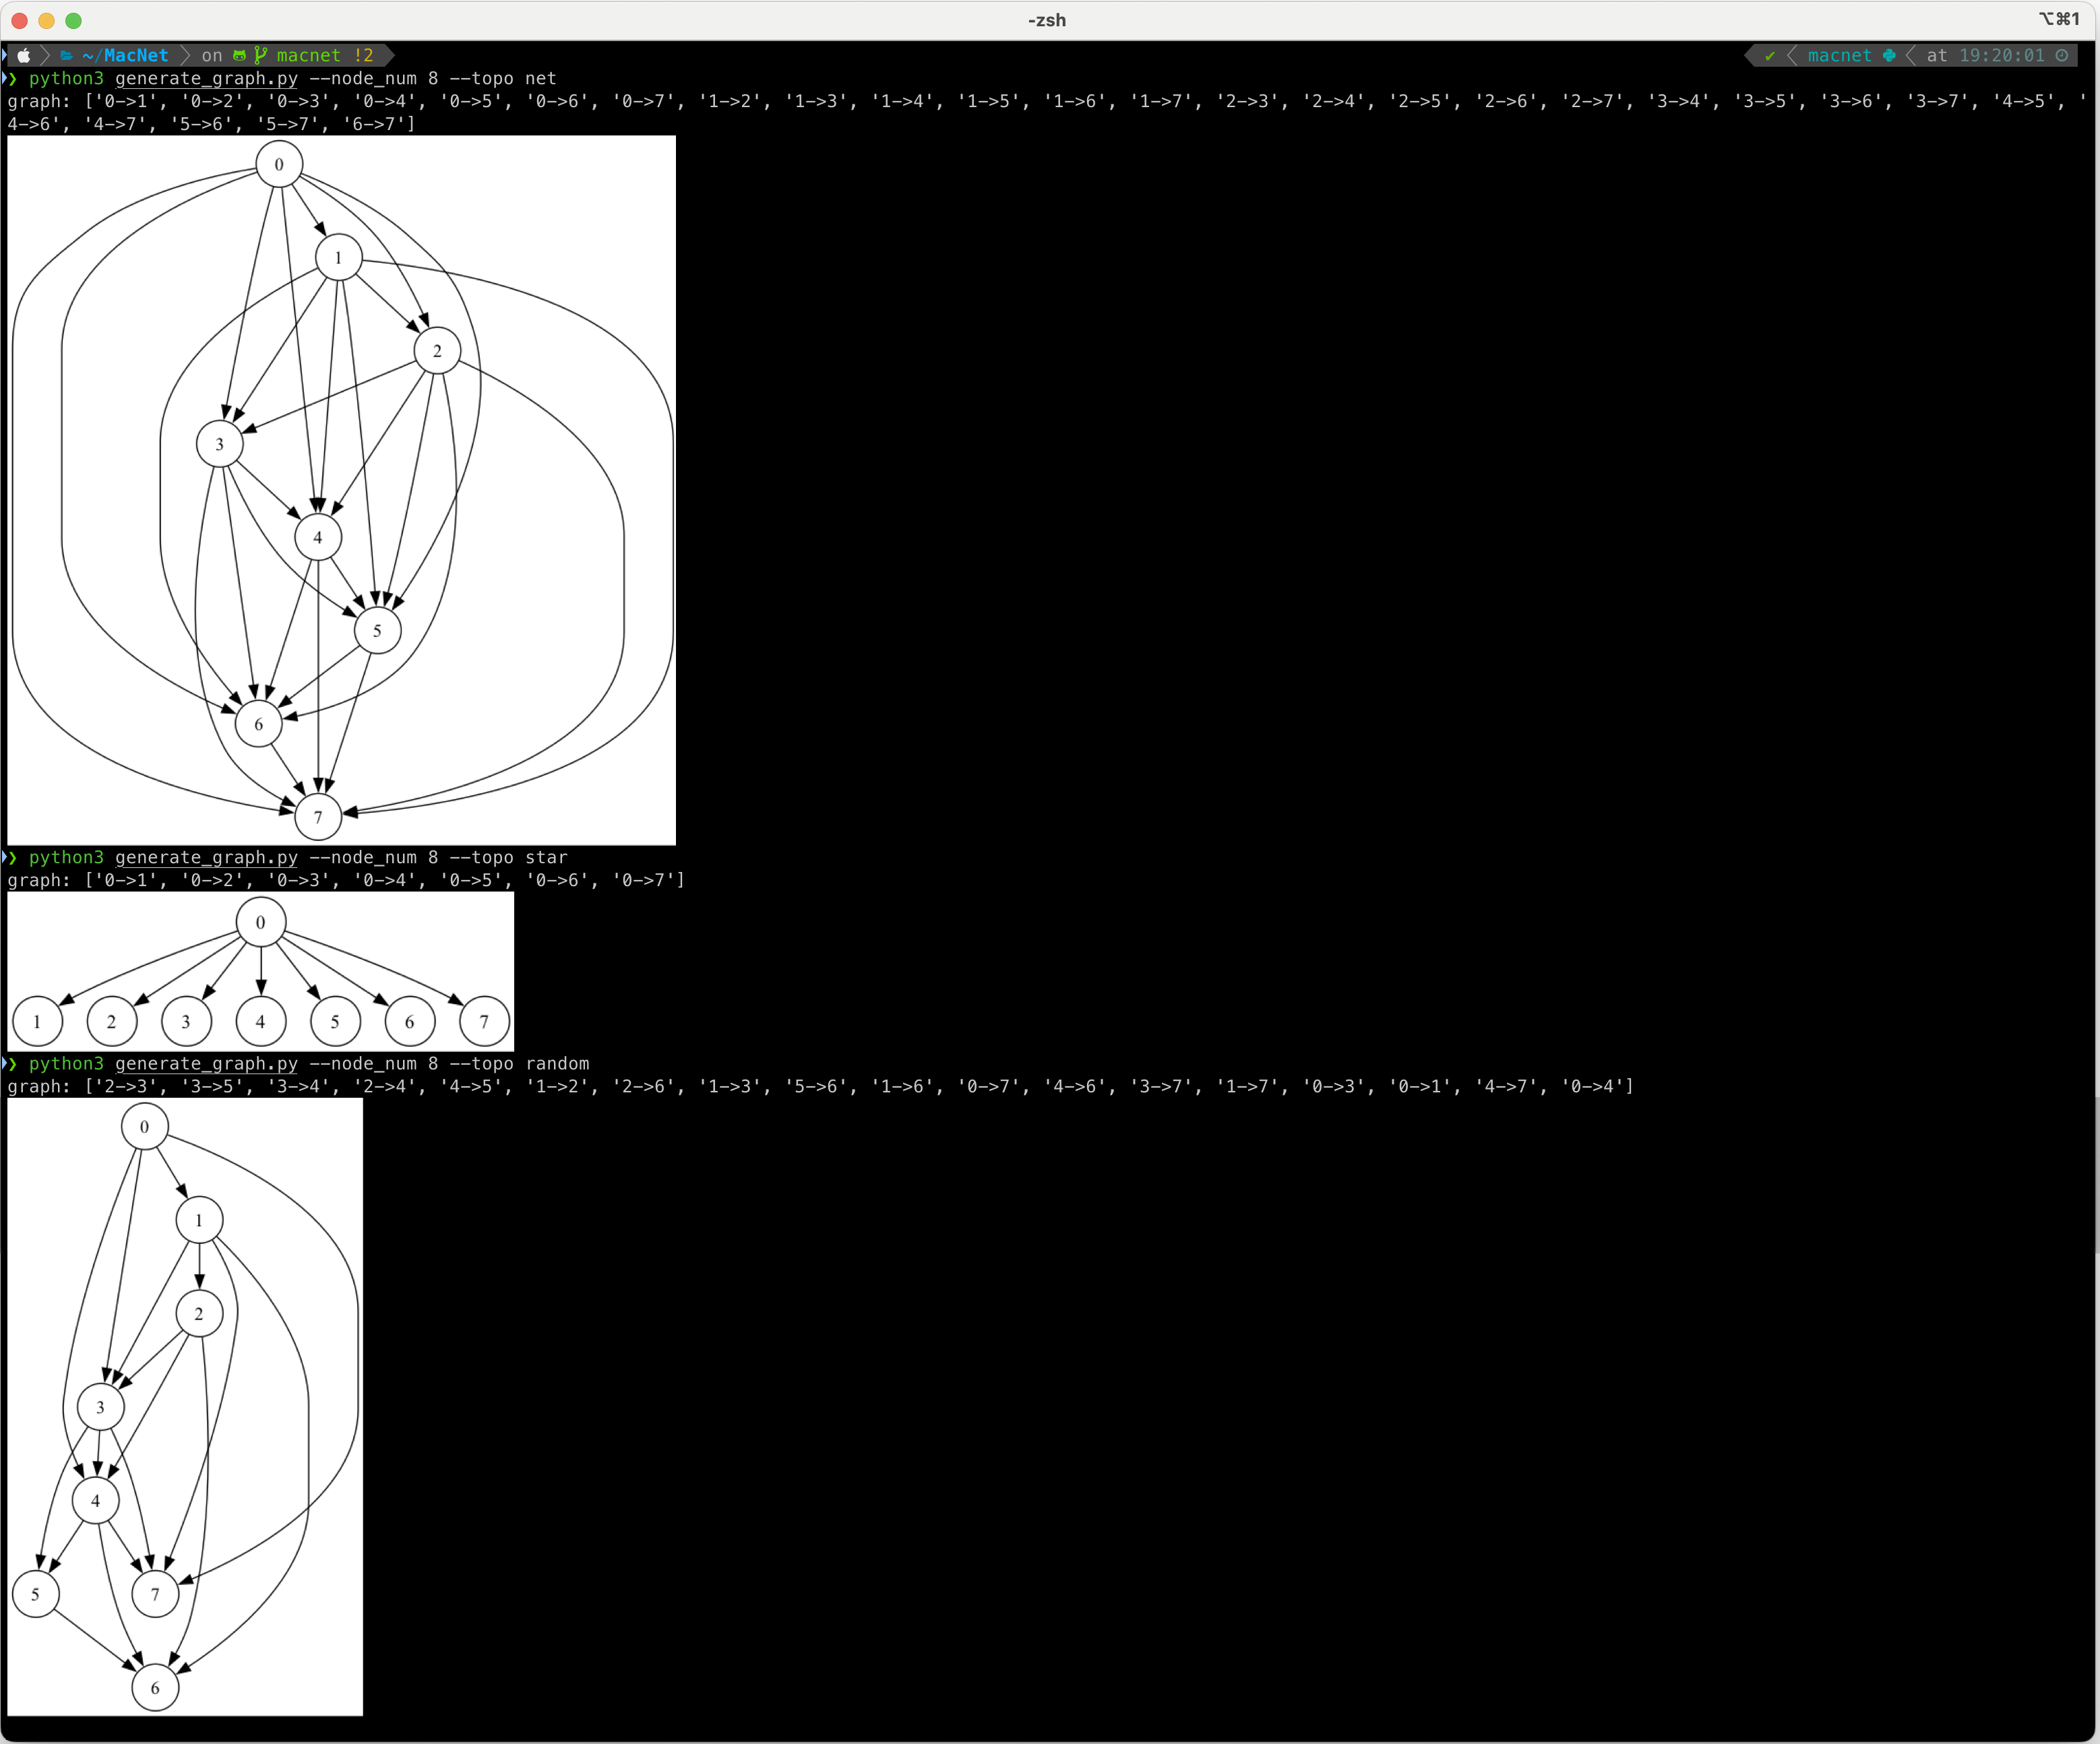 -zsh
⌥⌘1
~/MacNet on macnet !2
✔ macnet at 19:20:01
❯ python3 generate_graph.py --node_num 8 --topo net
graph: ['0->1', '0->2', '0->3', '0->4', '0->5', '0->6', '0->7', '1->2', '1->3', '1->4', '1->5', '1->6', '1->7', '2->3', '2->4', '2->5', '2->6', '2->7', '3->4', '3->5', '3->6', '3->7', '4->5', '
4->6', '4->7', '5->6', '5->7', '6->7']
0
1
2
3
4
5
6
7
❯ python3 generate_graph.py --node_num 8 --topo star
graph: ['0->1', '0->2', '0->3', '0->4', '0->5', '0->6', '0->7']
0
1 2 3 4 5 6 7
❯ python3 generate_graph.py --node_num 8 --topo random
graph: ['2->3', '3->5', '3->4', '2->4', '4->5', '1->2', '2->6', '1->3', '5->6', '1->6', '0->7', '4->6', '3->7', '1->7', '0->3', '0->1', '4->7', '0->4']
0
1
2
3
4
5 7
6